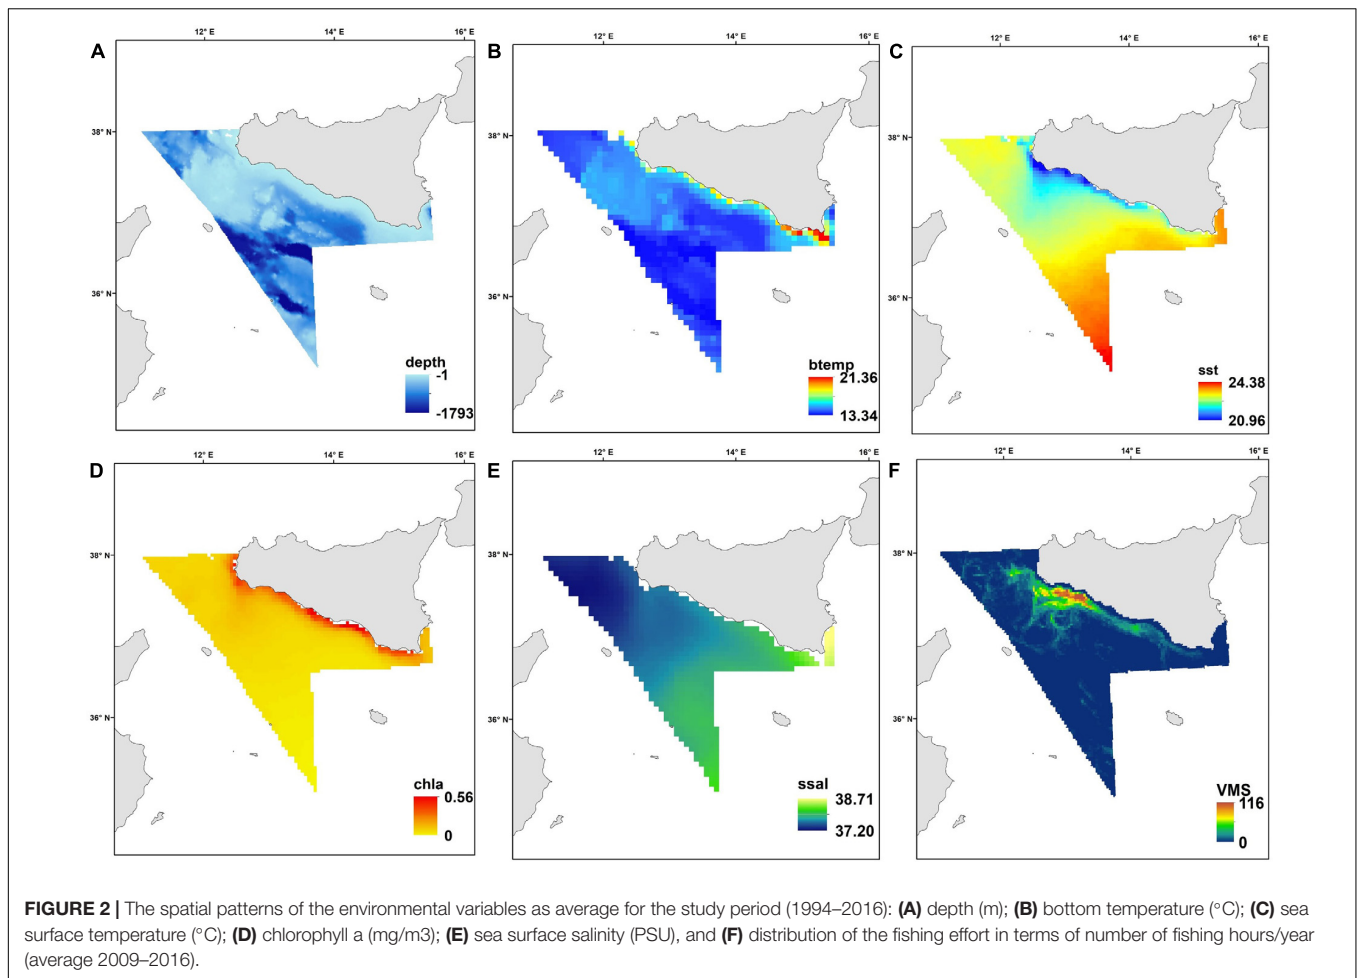 A
12° E 14° E 16° E
38° N
36° N
depth
-1
-1793
B
12° E 14° E 16° E
38° N
36° N
btemp
21.36
13.34
C
12° E 14° E 16° E
38° N
36° N
sst
24.38
20.96
D
12° E 14° E 16° E
38° N
36° N
chla
0.56
0
E
12° E 14° E 16° E
38° N
36° N
ssal
38.71
37.20
F
12° E 14° E 16° E
38° N
36° N
VMS
116
0
FIGURE 2 | The spatial patterns of the environmental variables as average for the study period (1994–2016): (A) depth (m); (B) bottom temperature (°C); (C) sea
surface temperature (°C); (D) chlorophyll a (mg/m3); (E) sea surface salinity (PSU), and (F) distribution of the fishing effort in terms of number of fishing hours/year
(average 2009–2016).